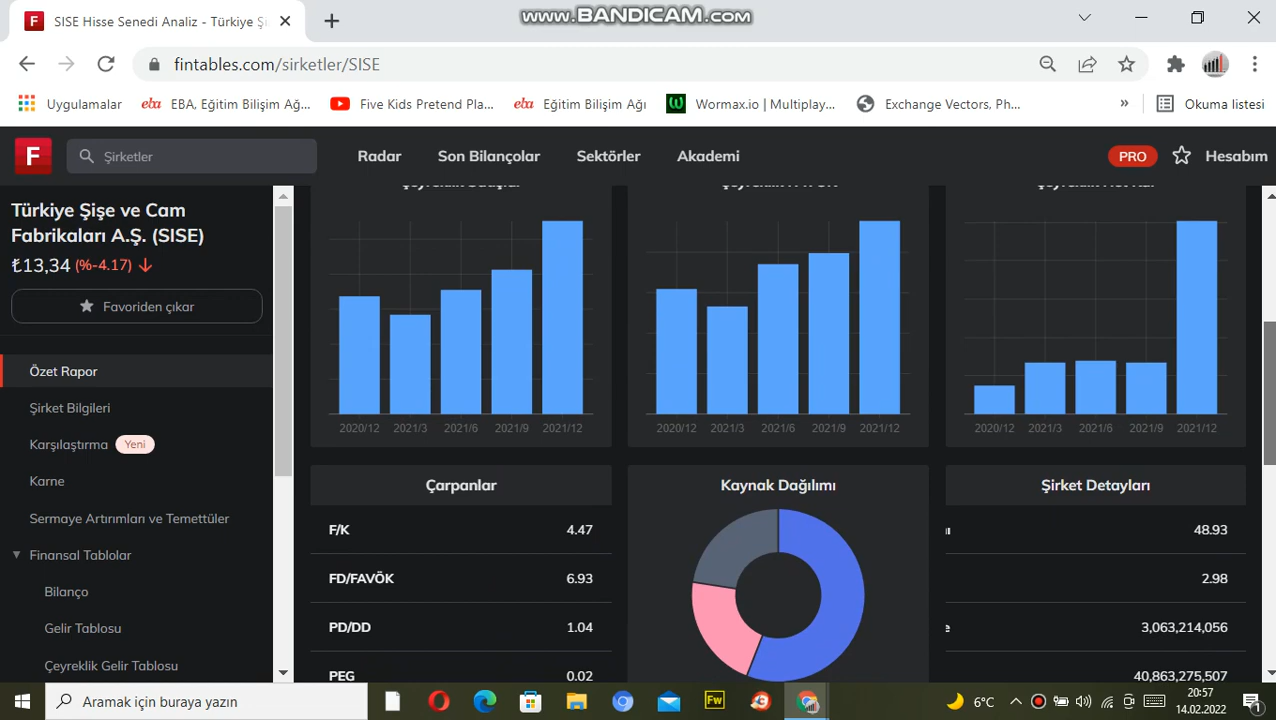 www.BANDICAM.com
SISE Hisse Senedi Analiz - Türkiye Şi
fintables.com/sirketler/SISE
Uygulamalar
EBA, Eğitim Bilişim Ağ...
Five Kids Pretend Pla...
Eğitim Bilişim Ağı
Wormax.io | Multiplay...
Exchange Vectors, Ph...
»
Okuma listesi
F
Şirketler
Radar
Son Bilançolar
Sektörler
Akademi
PRO
Hesabım
Türkiye Şişe ve Cam
Fabrikaları A.Ş. (SISE)
₺13,34 (%-4.17)
Favoriden çıkar
Özet Rapor
Şirket Bilgileri
Karşılaştırma Yeni
Karne
Sermaye Artırımları ve Temettüler
Finansal Tablolar
Bilanço
Gelir Tablosu
Çeyreklik Gelir Tablosu
2020/12 2021/3 2021/6 2021/9 2021/12
2020/12 2021/3 2021/6 2021/9 2021/12
2020/12 2021/3 2021/6 2021/9 2021/12
Çarpanlar
F/K 4.47
FD/FAVÖK 6.93
PD/DD 1.04
PEG 0.02
Kaynak Dağılımı
Şirket Detayları
48.93
2.98
3,063,214,056
40,863,275,507
Aramak için buraya yazın
Fw
6°C
20:57
14.02.2022
1